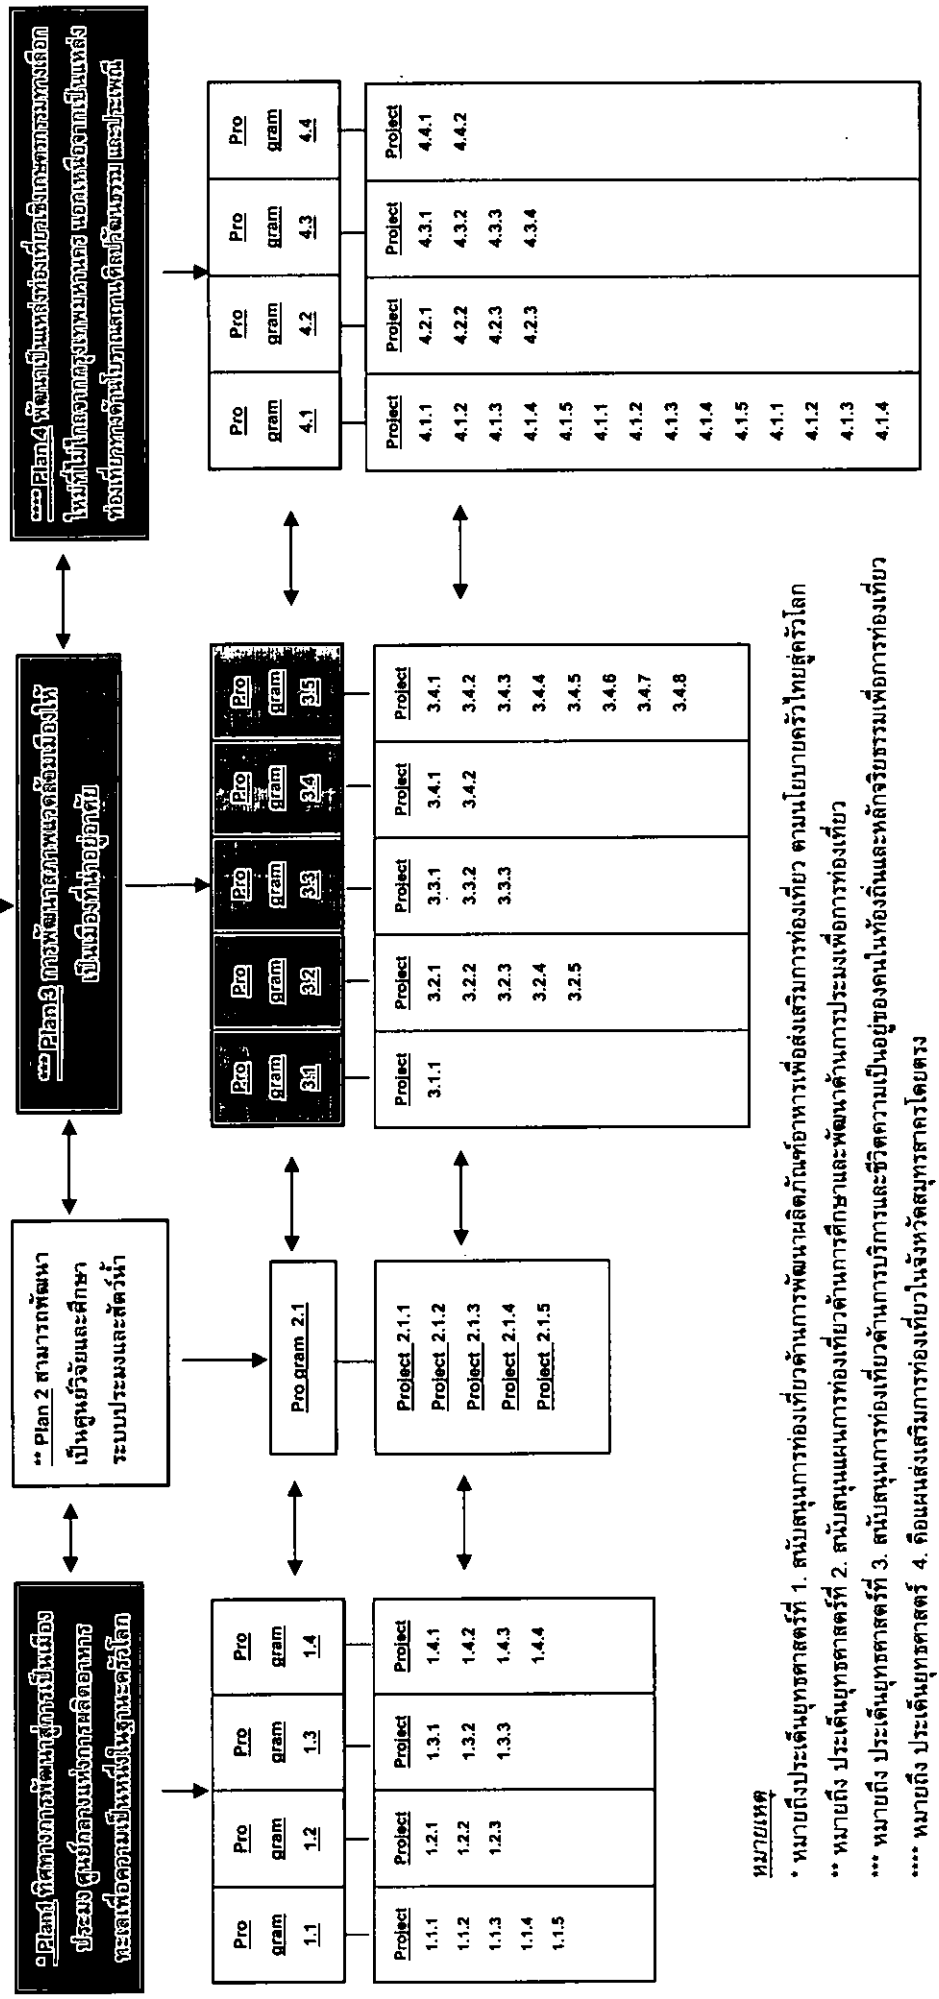 * Plan1 ทิศทางการพัฒนาสู่การเป็นเมือง
ประมง ศูนย์กลางแห่งการผลิตอาหาร
ทะเลเพื่อความเป็นหนึ่งในฐานะครัวโลก
** Plan 2 สามารถพัฒนา
เป็นศูนย์วิจัยและศึกษา
ระบบประมงและสัตว์น้ำ
*** Plan 3 การพัฒนาสภาพแวดล้อมเมืองให้
เป็นเมืองที่น่าอยู่อาศัย
**** Plan 4 พัฒนาเป็นแหล่งท่องเที่ยวเชิงเกษตรกรรมทางเลือก
ใหม่ที่ไม่ไกลจากกรุงเทพมหานคร นอกเหนือจากเป็นแหล่ง
ท่องเที่ยวทางด้านโบราณสถานศิลปวัฒนธรรม และประเพณี
Pro
gram
1.1
Pro
gram
1.2
Pro
gram
1.3
Pro
gram
1.4
Project
1.1.1
1.1.2
1.1.3
1.1.4
1.1.5
Project
1.2.1
1.2.2
1.2.3
Project
1.3.1
1.3.2
1.3.3
Project
1.4.1
1.4.2
1.4.3
1.4.4
Pro gram 2.1
Project 2.1.1
Project 2.1.2
Project 2.1.3
Project 2.1.4
Project 2.1.5
Pro
gram
3.1
Pro
gram
3.2
Pro
gram
3.3
Pro
gram
3.4
Pro
gram
3.5
Project
3.1.1
Project
3.2.1
3.2.2
3.2.3
3.2.4
3.2.5
Project
3.3.1
3.3.2
3.3.3
Project
3.4.1
3.4.2
Project
3.4.1
3.4.2
3.4.3
3.4.4
3.4.5
3.4.6
3.4.7
3.4.8
Pro
gram
4.1
Pro
gram
4.2
Pro
gram
4.3
Pro
gram
4.4
Project
4.1.1
4.1.2
4.1.3
4.1.4
4.1.5
4.1.1
4.1.2
4.1.3
4.1.4
4.1.5
4.1.1
4.1.2
4.1.3
4.1.4
Project
4.2.1
4.2.2
4.2.3
4.2.3
Project
4.3.1
4.3.2
4.3.3
4.3.4
Project
4.4.1
4.4.2
หมายเหตุ
* หมายถึงประเด็นยุทธศาสตร์ที่ 1. สนับสนุนการท่องเที่ยวด้านการพัฒนาผลิตภัณฑ์อาหารเพื่อส่งเสริมการท่องเที่ยว ตามนโยบายครัวไทยสู่ครัวโลก
** หมายถึง ประเด็นยุทธศาสตร์ที่ 2. สนับสนุนแผนการท่องเที่ยวด้านการศึกษาและพัฒนาด้านการประมงเพื่อการท่องเที่ยว
*** หมายถึง ประเด็นยุทธศาสตร์ที่ 3. สนับสนุนการท่องเที่ยวด้านการบริการและชีวิตความเป็นอยู่ของคนในท้องถิ่นและหลักจริยธรรมเพื่อการท่องเที่ยว
**** หมายถึง ประเด็นยุทธศาสตร์ 4. คือแผนส่งเสริมการท่องเที่ยวในจังหวัดสมุทรสาครโดยตรง